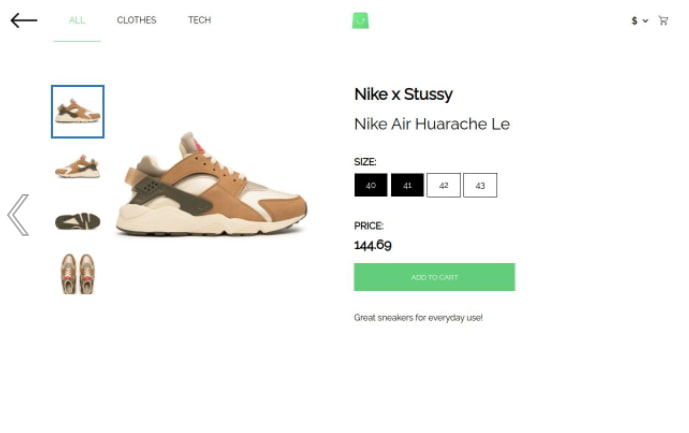 ALL CLOTHES TECH $
Nike x Stussy
Nike Air Huarache Le
SIZE:
40 41 42 43
PRICE:
144.69
ADD TO CART
Great sneakers for everyday use!